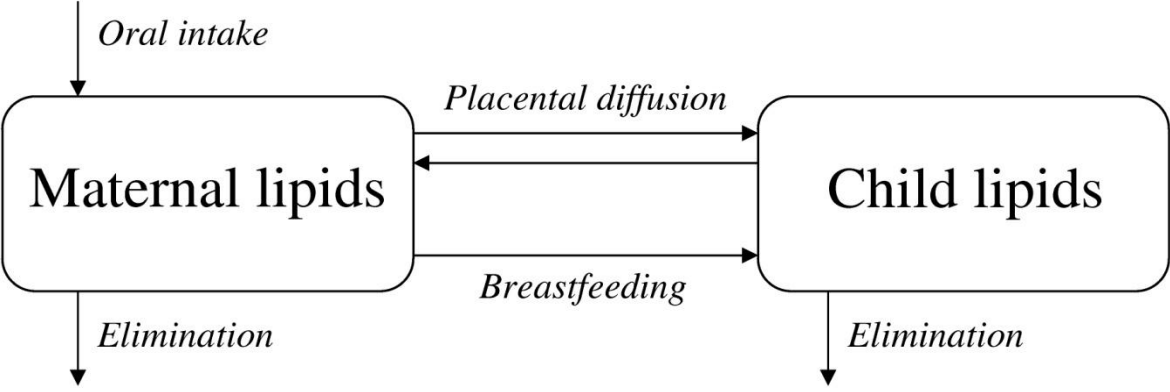 Oral intake
Placental diffusion
Maternal lipids
Child lipids
Breastfeeding
Elimination
Elimination